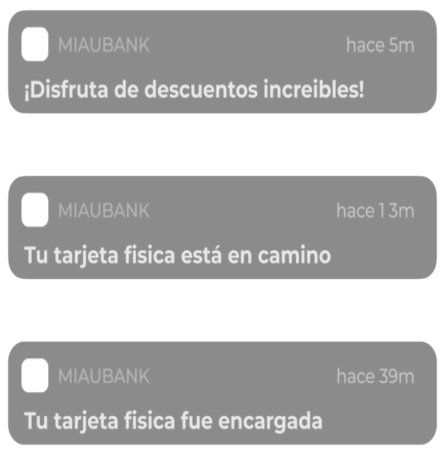 MIAUBANK hace 5m
¡Disfruta de descuentos increibles!
MIAUBANK hace 13m
Tu tarjeta fisica está en camino
MIAUBANK hace 39m
Tu tarjeta fisica fue encargada